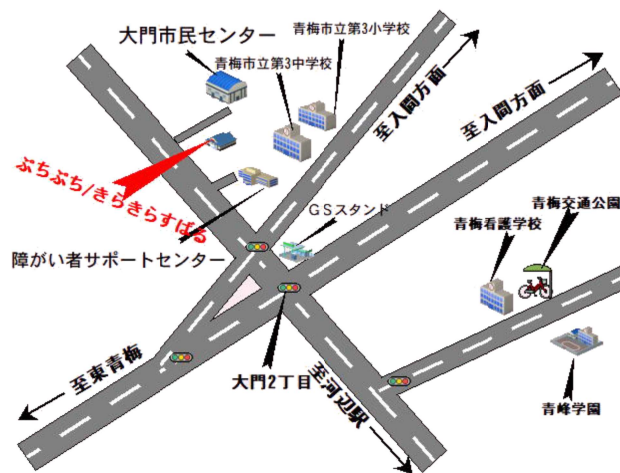 青梅市立第3小学校
大門市民センター
青梅市立第3中学校
至入間方面
至入間方面
ぷちぷち/きらきらすばる
GSスタンド
青梅交通公園
青梅看護学校
障がい者サポートセンター
至東青梅
大門2丁目
至河辺駅
青峰学園